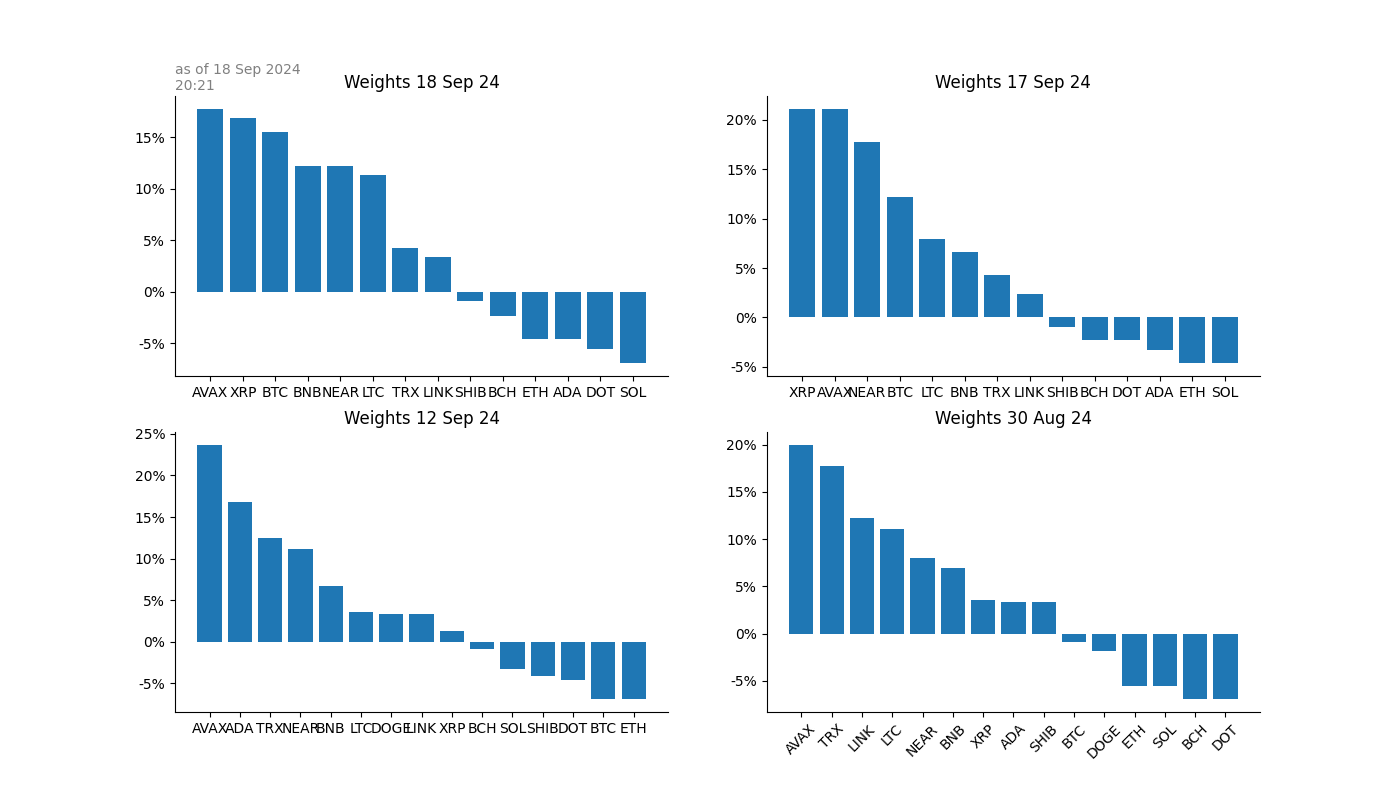 as of 18 Sep 2024
20:21
Weights 18 Sep 24
15%
10%
5%
0%
-5%
AVAX XRP BTC BNB NEAR LTC TRX LINK SHIB BCH ETH ADA DOT SOL
Weights 17 Sep 24
20%
15%
10%
5%
0%
-5%
XRP AVAX NEAR BTC LTC BNB TRX LINK SHIB BCH DOT ADA ETH SOL
Weights 12 Sep 24
25%
20%
15%
10%
5%
0%
-5%
AVAX ADA TRX NEAR BNB LTC DOGE LINK XRP BCH SOL SHIB DOT BTC ETH
Weights 30 Aug 24
20%
15%
10%
5%
0%
-5%
AVAX TRX LINK LTC NEAR BNB XRP ADA SHIB BTC DOGE ETH SOL BCH DOT